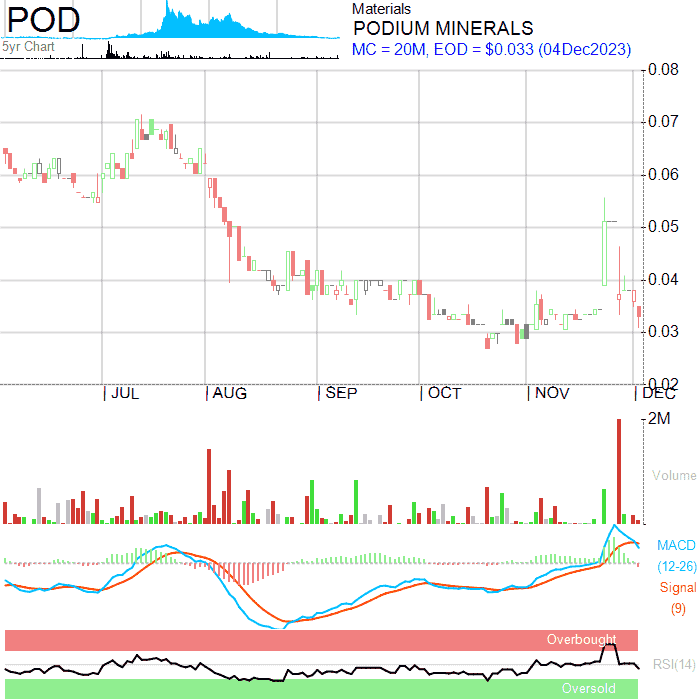 POD
5yr Chart
Materials
PODIUM MINERALS
MC = 20M, EOD = $0.033 (04Dec2023)
0.08
0.07
0.06
0.05
0.04
0.03
0.02
JUL AUG SEP OCT NOV DEC
2M
Volume
MACD
(12-26)
Signal
(9)
Overbought
RSI(14)
Oversold